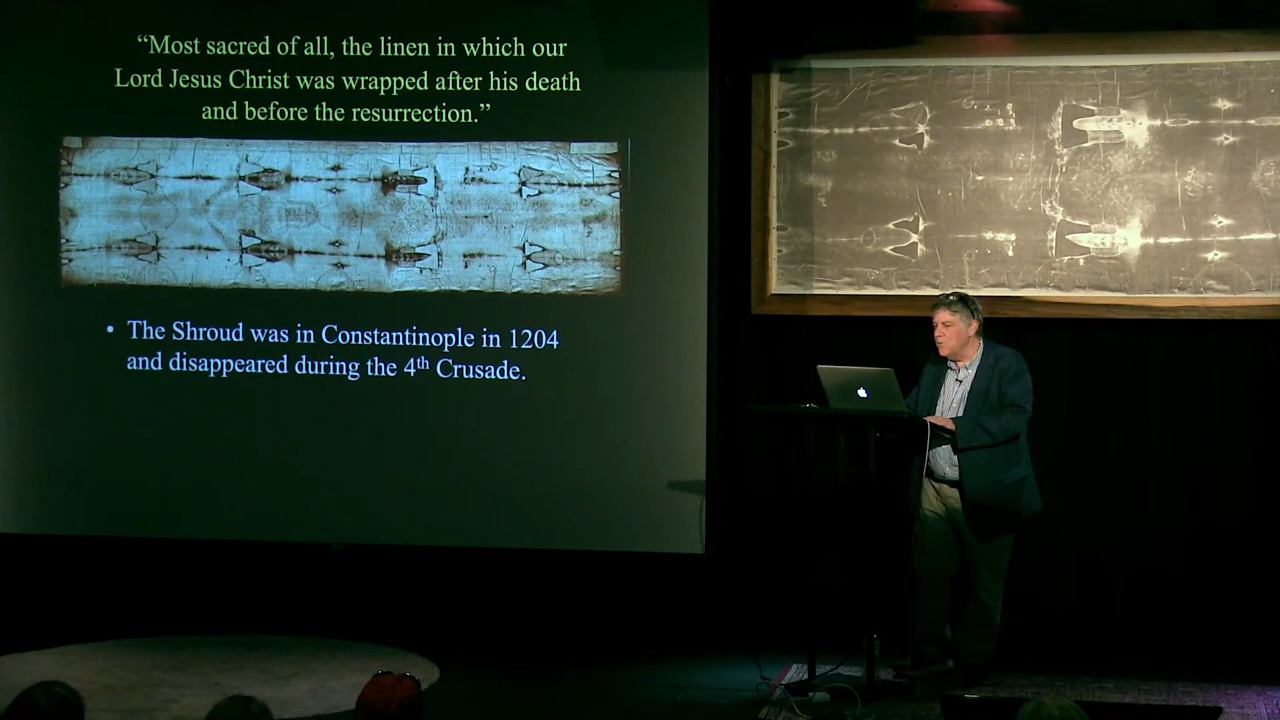 “Most sacred of all, the linen in which our
Lord Jesus Christ was wrapped after his death
and before the resurrection.”
• The Shroud was in Constantinople in 1204
and disappeared during the 4th Crusade.